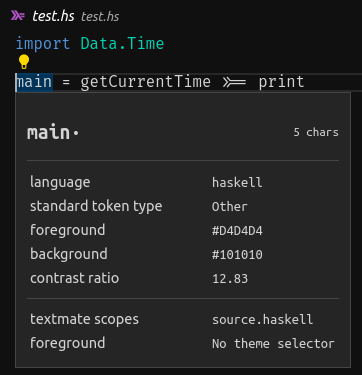 test.hs test.hs
import Data.Time
main = getCurrentTime >>= print
main· 5 chars
language haskell
standard token type Other
foreground #D4D4D4
background #101010
contrast ratio 12.83
textmate scopes source.haskell
foreground No theme selector